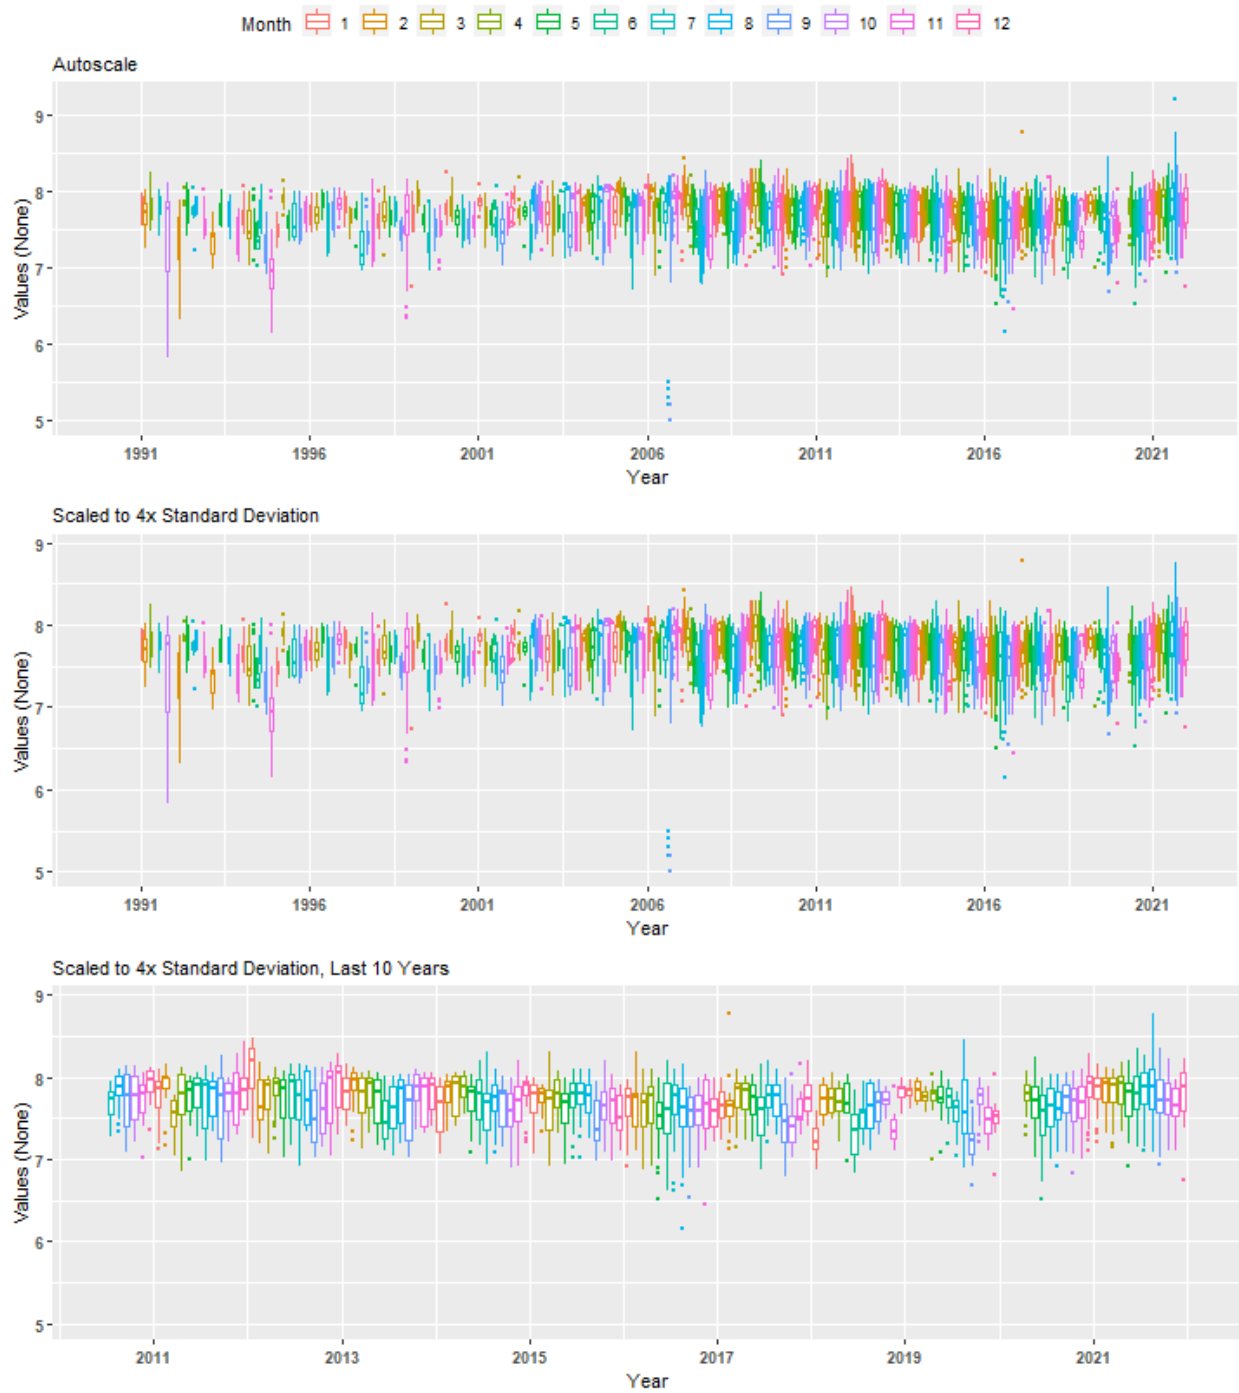 Month 1 2 3 4 5 6 7 8 9 10 11 12
Autoscale
Values (None)
9
8
7
6
5
1991 1996 2001 2006 2011 2016 2021
Year
Scaled to 4x Standard Deviation
Values (None)
9
8
7
6
5
1991 1996 2001 2006 2011 2016 2021
Year
Scaled to 4x Standard Deviation, Last 10 Years
Values (None)
9
8
7
6
5
2011 2013 2015 2017 2019 2021
Year